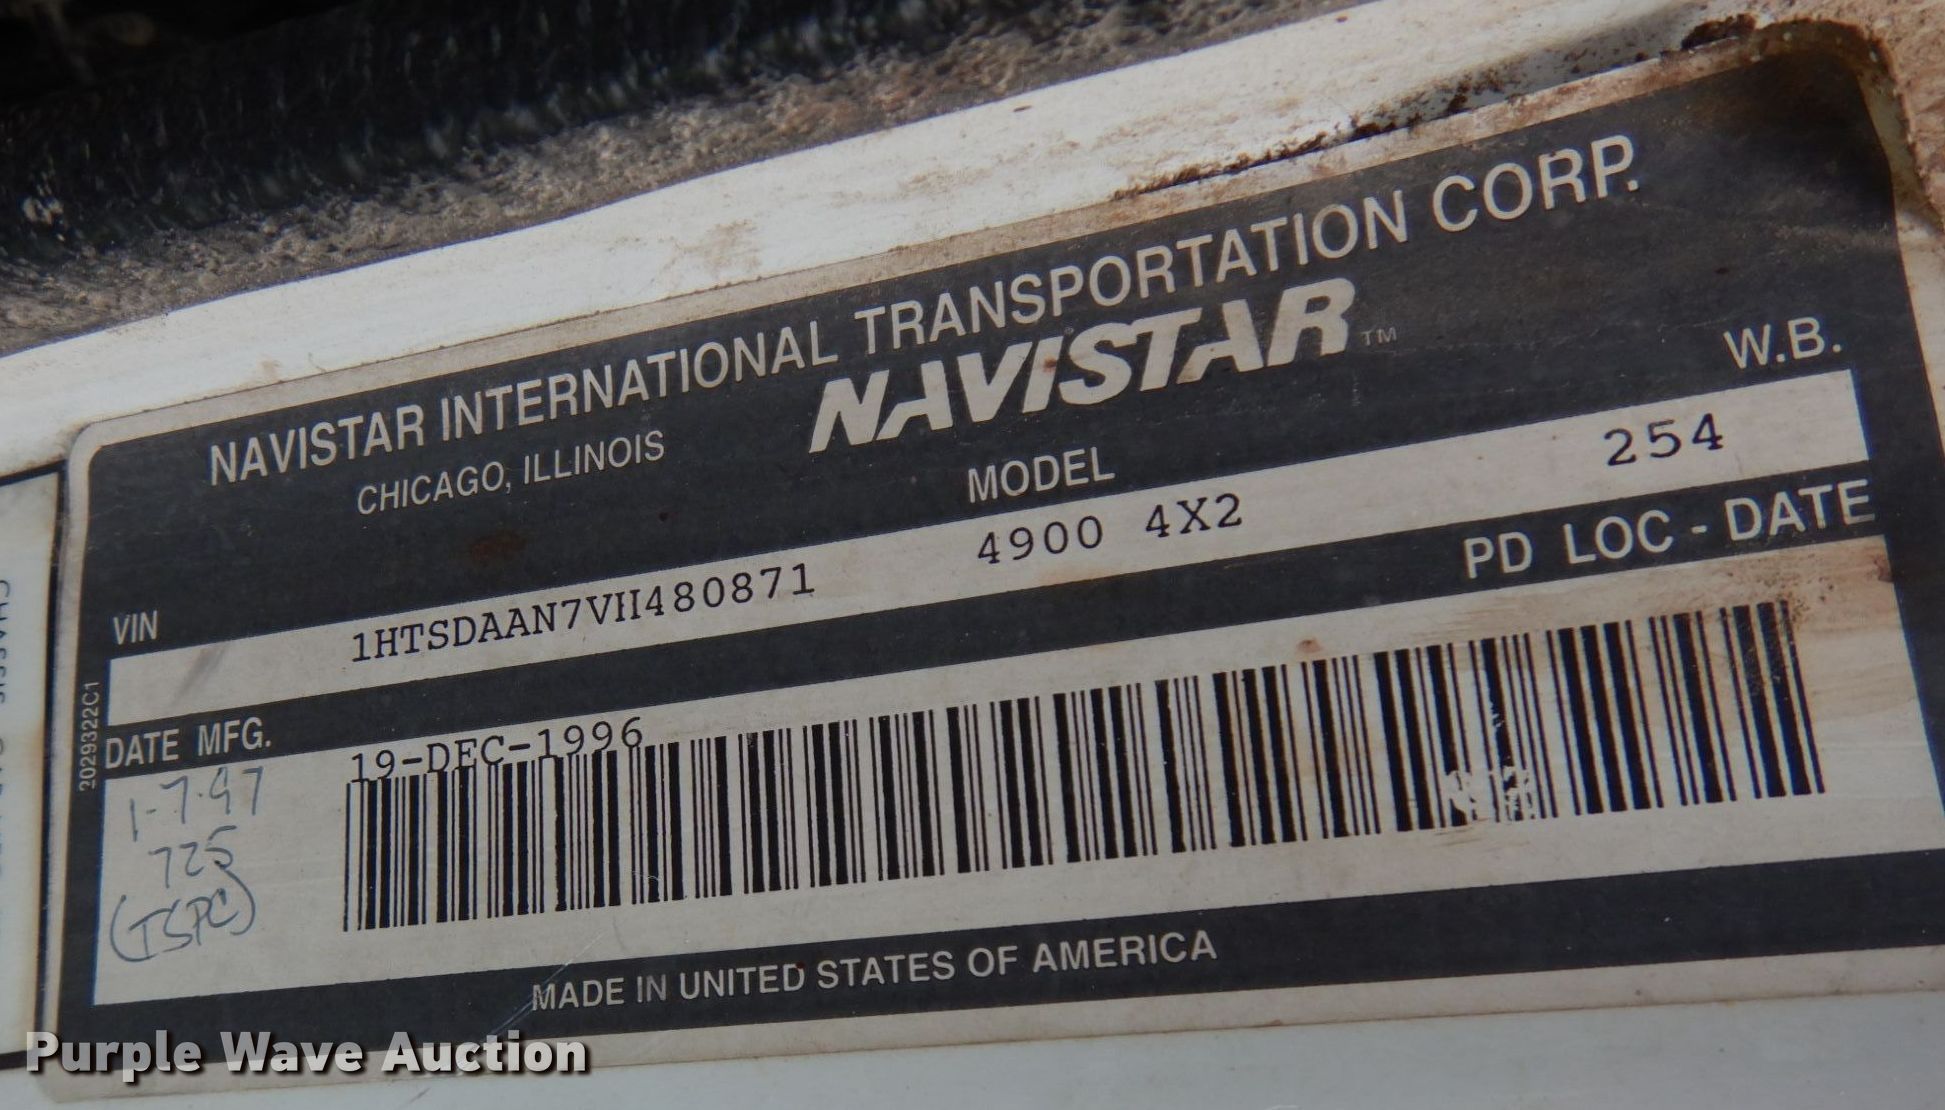 NAVISTAR INTERNATIONAL TRANSPORTATION CORP.
CHICAGO, ILLINOIS
NAVISTAR™
VIN
MODEL
W.B.
1HTSDAAN7VH480871
4900 4X2
254
DATE MFG.
PD LOC - DATE
19-DEC-1996
2029322C1
1-7-97
725
(TSPC)
MADE IN UNITED STATES OF AMERICA
Purple Wave Auction